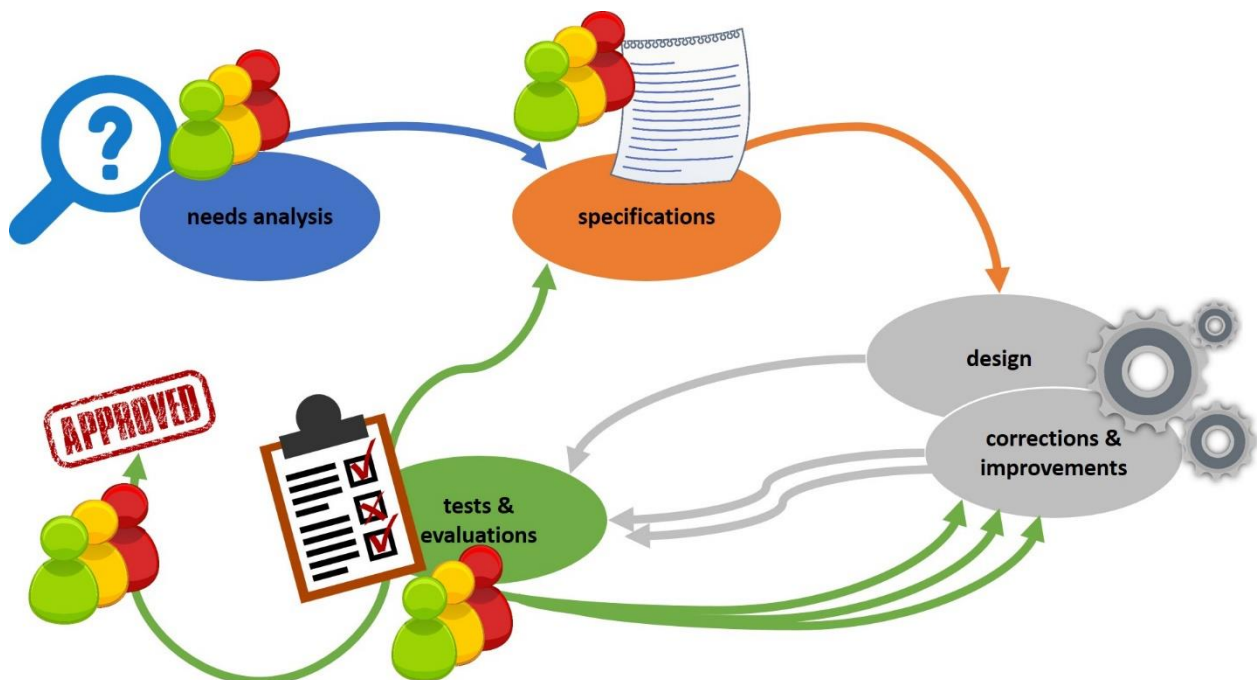 ?
needs analysis
specifications
design
corrections &
improvements
APPROVED
tests &
evaluations